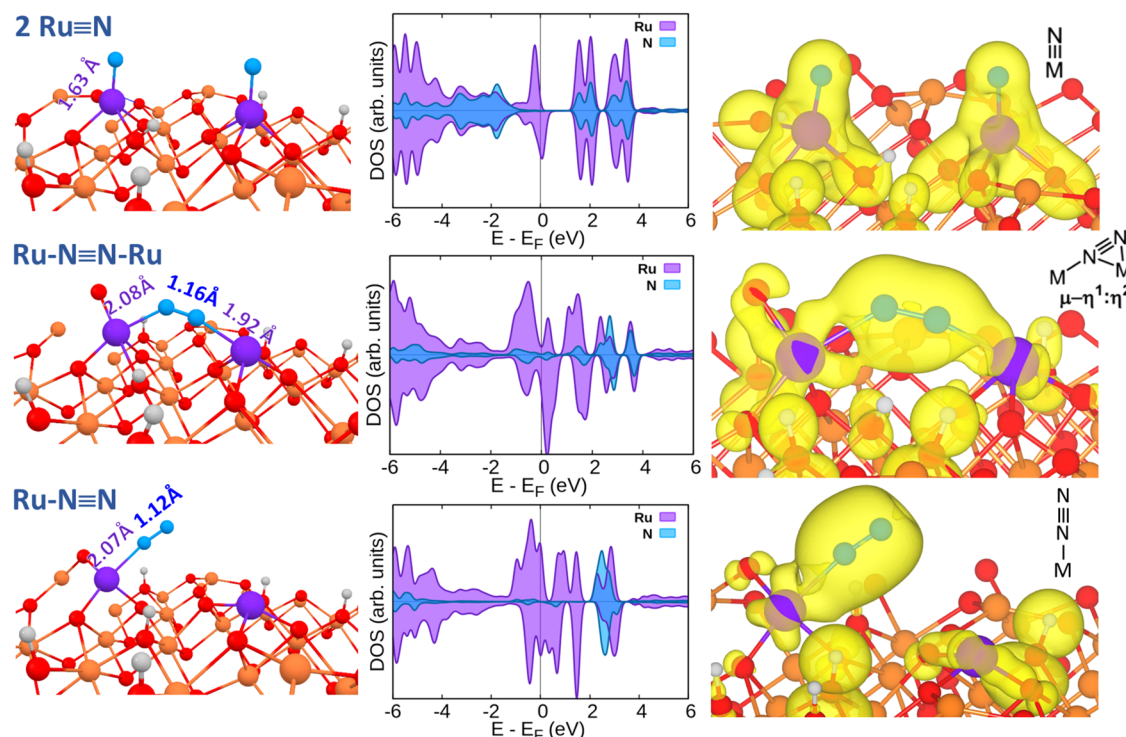 2 Ru≡N
1.63 Å
DOS (arb. units)
Ru
N
-6 -4 -2 0 2 4 6
E - E_F (eV)
N
≡
M
Ru-N≡N-Ru
2.08Å 1.16Å 1.92 Å
DOS (arb. units)
Ru
N
-6 -4 -2 0 2 4 6
E - E_F (eV)
N≡N
M M
μ–η¹:η²
Ru-N≡N
2.07Å 1.12Å
DOS (arb. units)
Ru
N
-6 -4 -2 0 2 4 6
E - E_F (eV)
N
≡
N
|
M